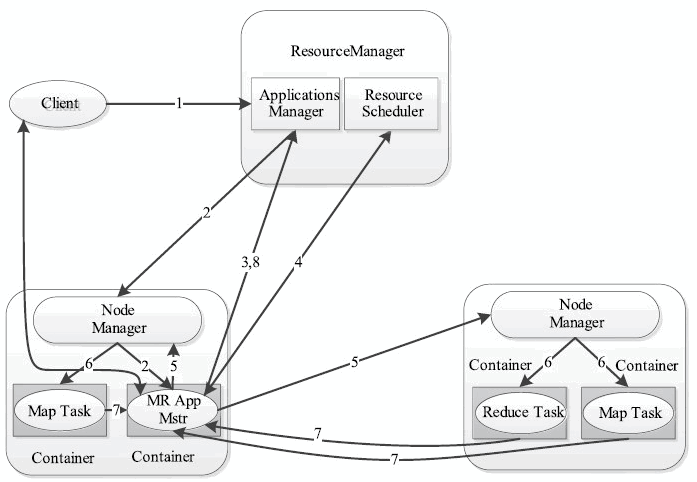 ResourceManager
Client
1
Applications
Manager
Resource
Scheduler
2
3,8
4
Node
Manager
6
2
5
Map Task
7
MR App
Mstr
Container
Container
5
Node
Manager
Container
6
6
Container
Reduce Task
Map Task
7
7